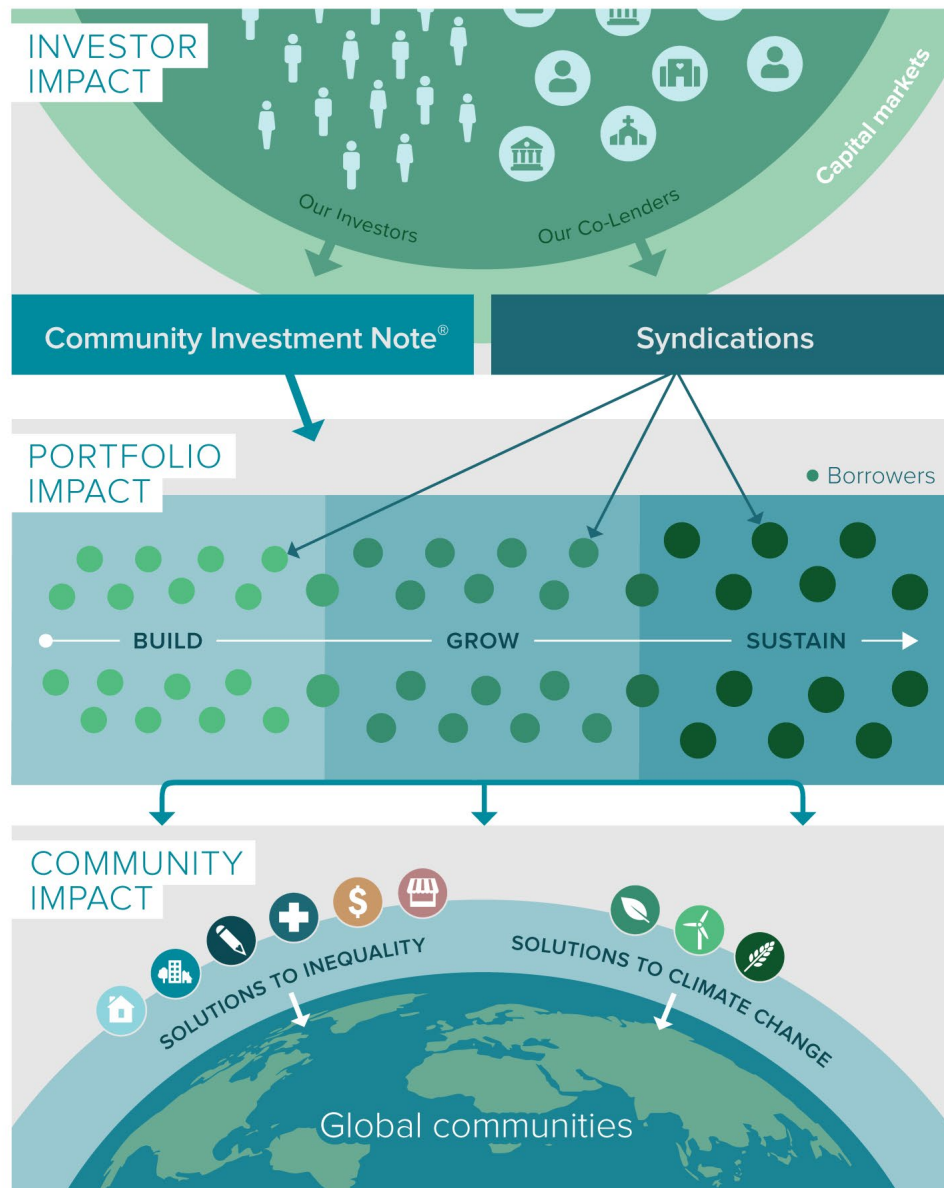 INVESTOR
IMPACT
Capital markets
Our Investors
Our Co-Lenders
Community Investment Note®
Syndications
PORTFOLIO
IMPACT
Borrowers
BUILD
GROW
SUSTAIN
COMMUNITY
IMPACT
$
SOLUTIONS TO INEQUALITY
SOLUTIONS TO CLIMATE CHANGE
Global communities